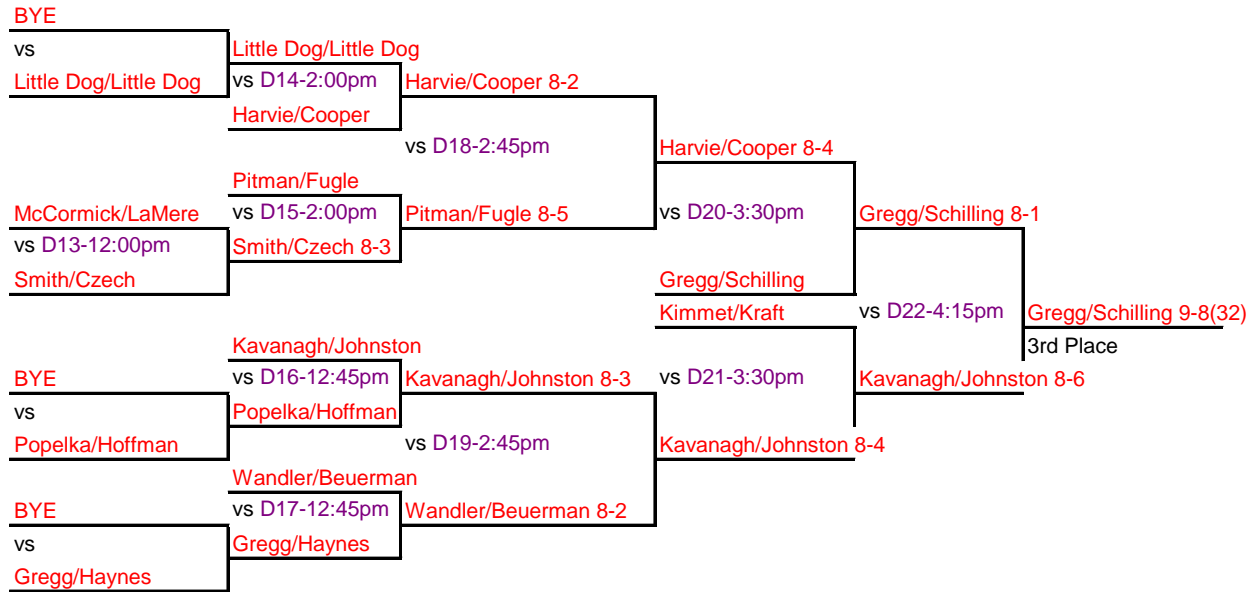 BYE
vs
Little Dog/Little Dog
Little Dog/Little Dog
vs D14-2:00pm
Harvie/Cooper
Harvie/Cooper 8-2
vs D18-2:45pm
Harvie/Cooper 8-4
Pitman/Fugle
McCormick/LaMere
vs D15-2:00pm
Pitman/Fugle 8-5
vs D20-3:30pm
Gregg/Schilling 8-1
vs D13-12:00pm
Smith/Czech 8-3
Smith/Czech
Gregg/Schilling
Kimmet/Kraft
vs D22-4:15pm
Gregg/Schilling 9-8(32)
3rd Place
Kavanagh/Johnston
BYE
vs D16-12:45pm
Kavanagh/Johnston 8-3
vs D21-3:30pm
Kavanagh/Johnston 8-6
vs
Popelka/Hoffman
Popelka/Hoffman
vs D19-2:45pm
Kavanagh/Johnston 8-4
Wandler/Beuerman
BYE
vs D17-12:45pm
Wandler/Beuerman 8-2
vs
Gregg/Haynes
Gregg/Haynes